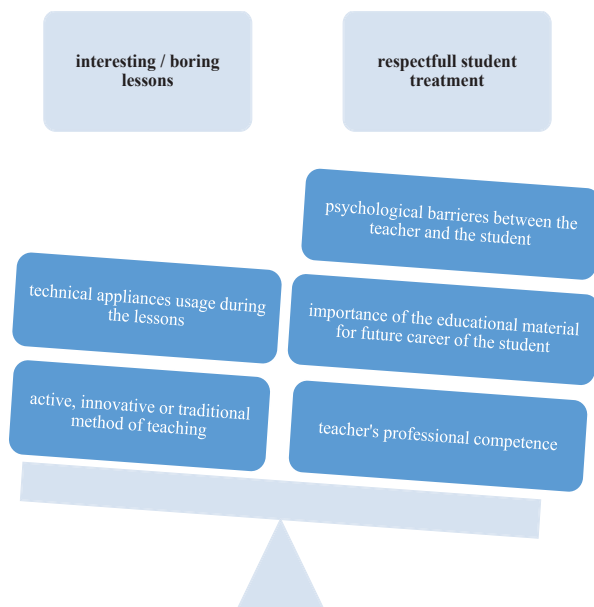 interesting / boring
lessons
respectfull student
treatment
psychological barrieres between the
teacher and the student
technical appliances usage during
the lessons
importance of the educational material
for future career of the student
active, innovative or traditional
method of teaching
teacher's professional competence